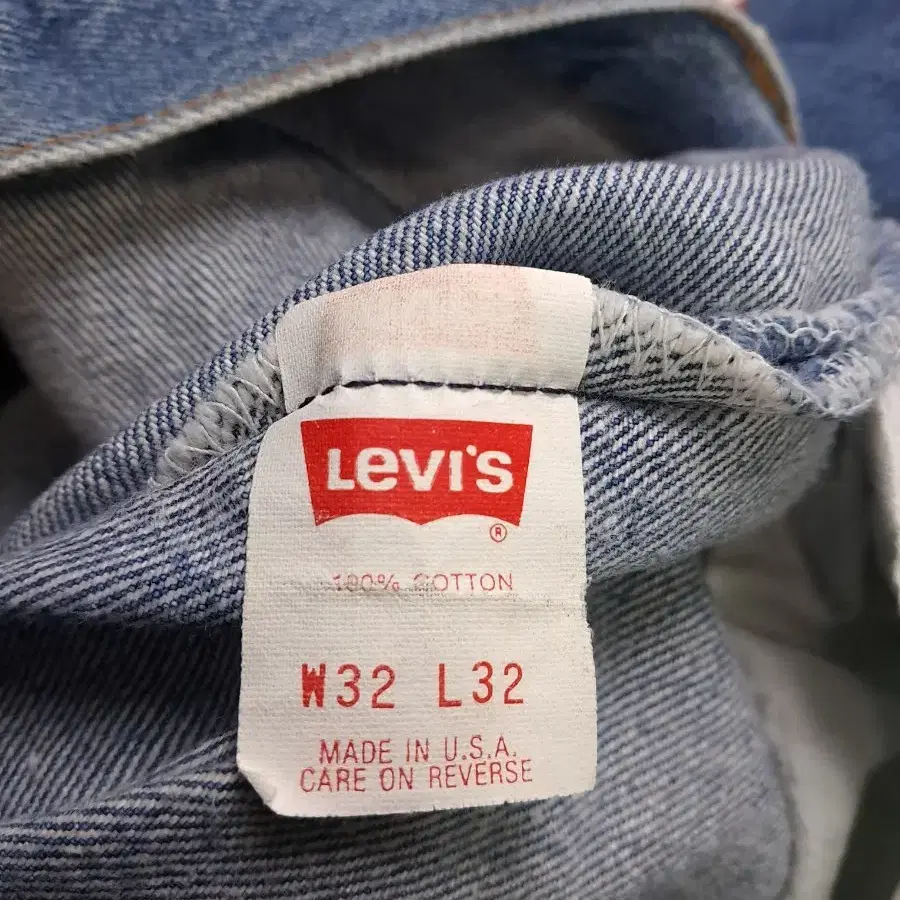 LEVI'S
®
100% COTTON
W32 L32
MADE IN U.S.A.
CARE ON REVERSE